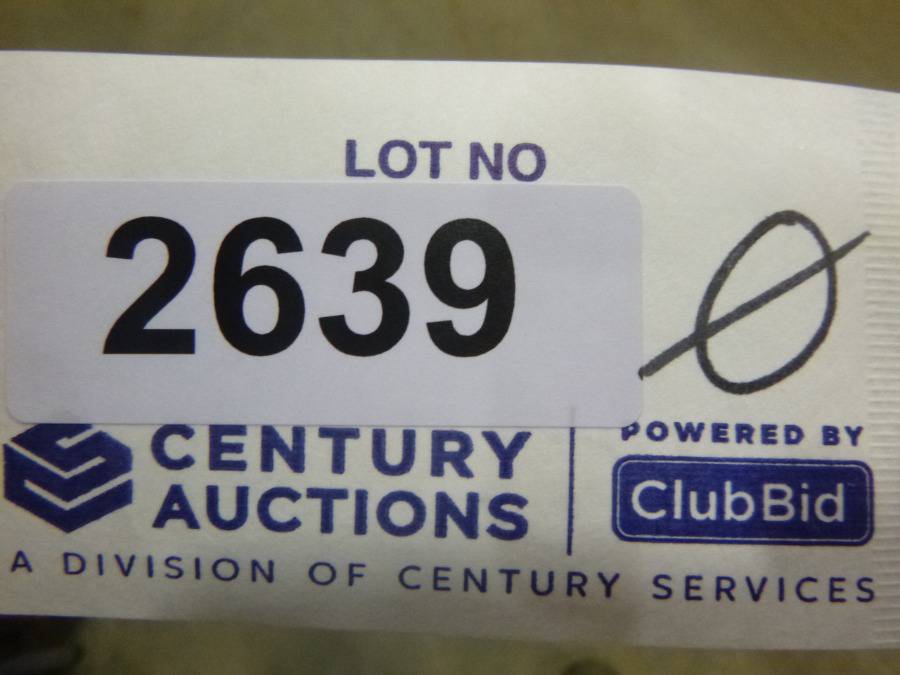 LOT NO
2639 Ø
CENTURY
AUCTIONS
POWERED BY
ClubBid
A DIVISION OF CENTURY SERVICES